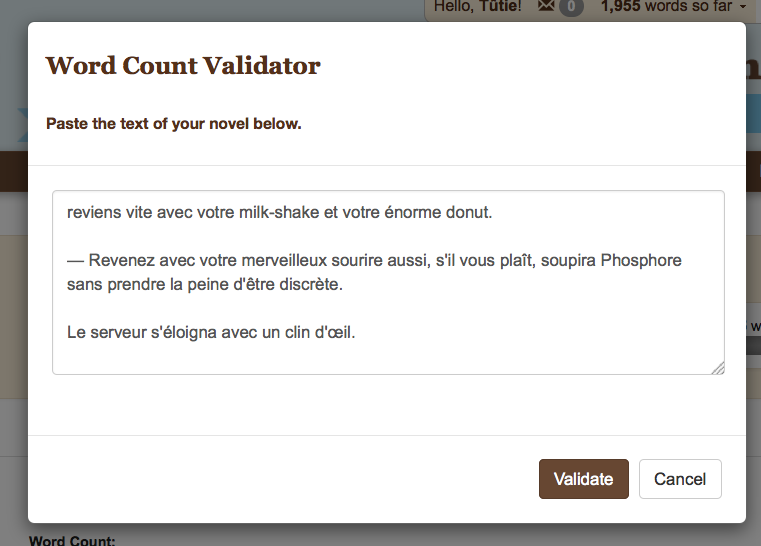 Hello, Tûtie! 0 1,955 words so far
Word Count Validator
Paste the text of your novel below.
reviens vite avec votre milk-shake et votre énorme donut.
— Revenez avec votre merveilleux sourire aussi, s'il vous plaît, soupira Phosphore
sans prendre la peine d'être discrète.
Le serveur s'éloigna avec un clin d'œil.
Validate Cancel
Word Count: